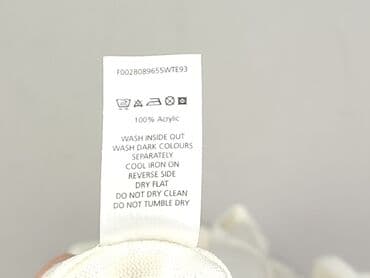 F0028089655WTE93
100% Acrylic
WASH INSIDE OUT
WASH DARK COLOURS
SEPARATELY
COOL IRON ON
REVERSE SIDE
DRY FLAT
DO NOT DRY CLEAN
DO NOT TUMBLE DRY